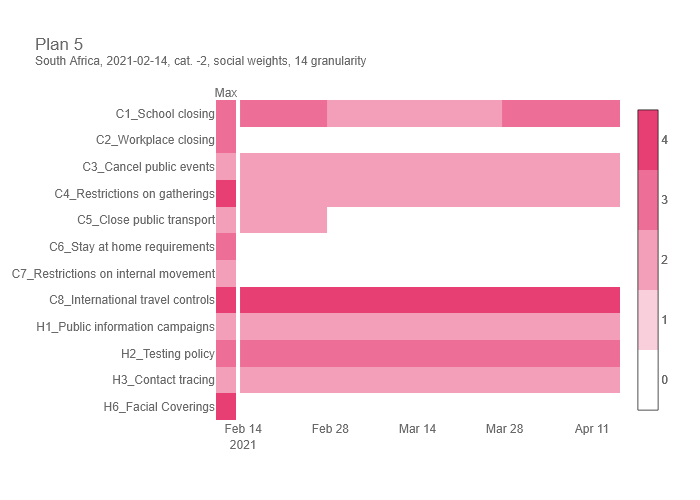 Plan 5
South Africa, 2021-02-14, cat. -2, social weights, 14 granularity
Max
C1_School closing
C2_Workplace closing
C3_Cancel public events
C4_Restrictions on gatherings
C5_Close public transport
C6_Stay at home requirements
C7_Restrictions on internal movement
C8_International travel controls
H1_Public information campaigns
H2_Testing policy
H3_Contact tracing
H6_Facial Coverings
Feb 14 Feb 28 Mar 14 Mar 28 Apr 11
2021
4
3
2
1
0